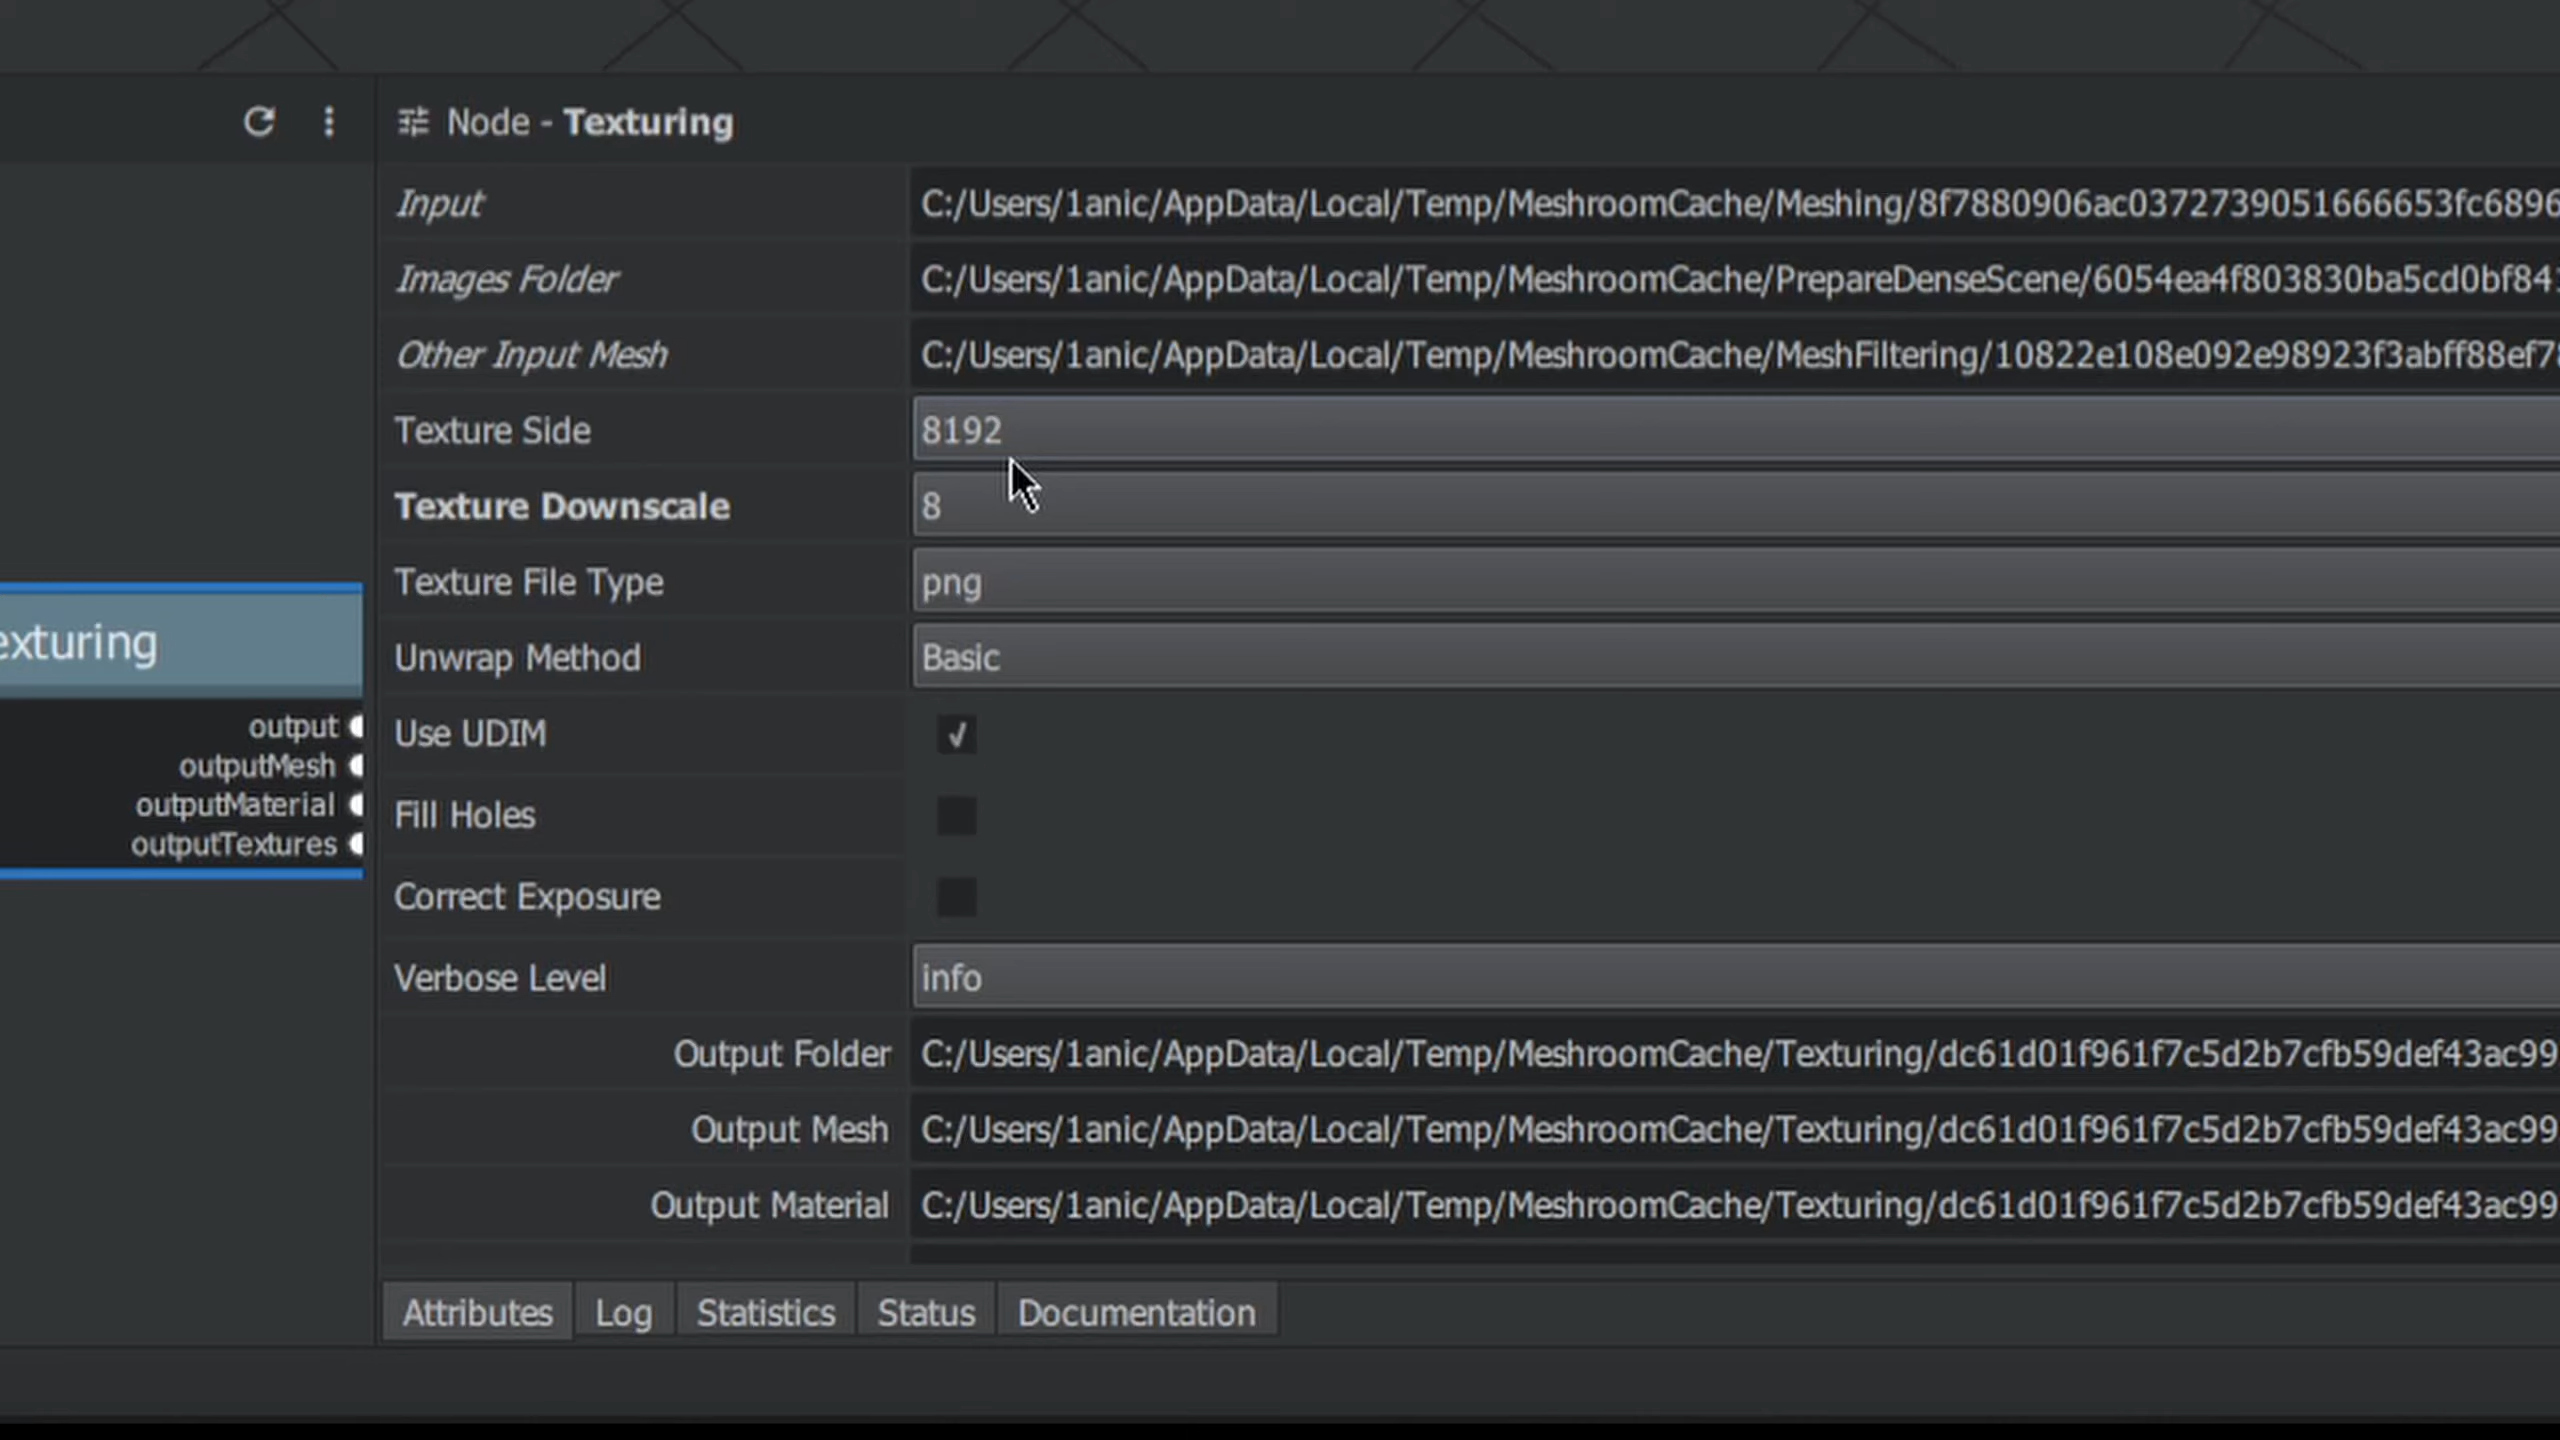 Node - Texturing
Input C:/Users/1anic/AppData/Local/Temp/MeshroomCache/Meshing/8f7880906ac0372739051666653fc6896
Images Folder C:/Users/1anic/AppData/Local/Temp/MeshroomCache/PrepareDenseScene/6054ea4f803830ba5cd0bf84
Other Input Mesh C:/Users/1anic/AppData/Local/Temp/MeshroomCache/MeshFiltering/10822e108e092e98923f3abff88ef7
Texture Side 8192
Texture Downscale 8
Texture File Type png
Unwrap Method Basic
Use UDIM
Fill Holes
Correct Exposure
Verbose Level info
Output Folder C:/Users/1anic/AppData/Local/Temp/MeshroomCache/Texturing/dc61d01f961f7c5d2b7cfb59def43ac99
Output Mesh C:/Users/1anic/AppData/Local/Temp/MeshroomCache/Texturing/dc61d01f961f7c5d2b7cfb59def43ac99
Output Material C:/Users/1anic/AppData/Local/Temp/MeshroomCache/Texturing/dc61d01f961f7c5d2b7cfb59def43ac99
Attributes Log Statistics Status Documentation
exturing
output
outputMesh
outputMaterial
outputTextures